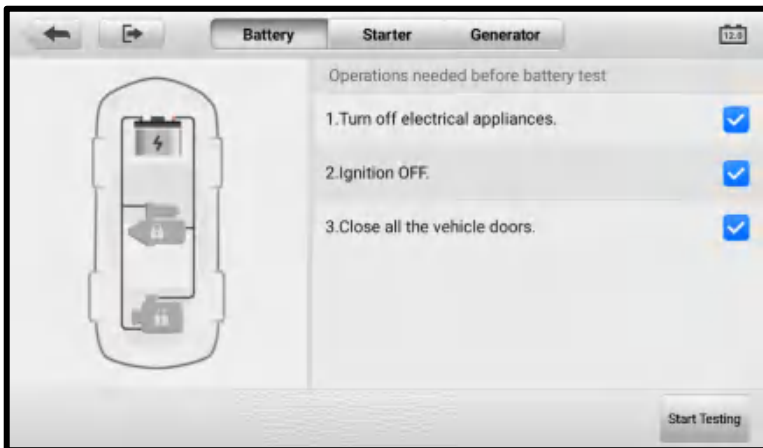 Battery
Starter
Generator
12.0
Operations needed before battery test
1.Turn off electrical appliances.
2.Ignition OFF.
3.Close all the vehicle doors.
Start Testing